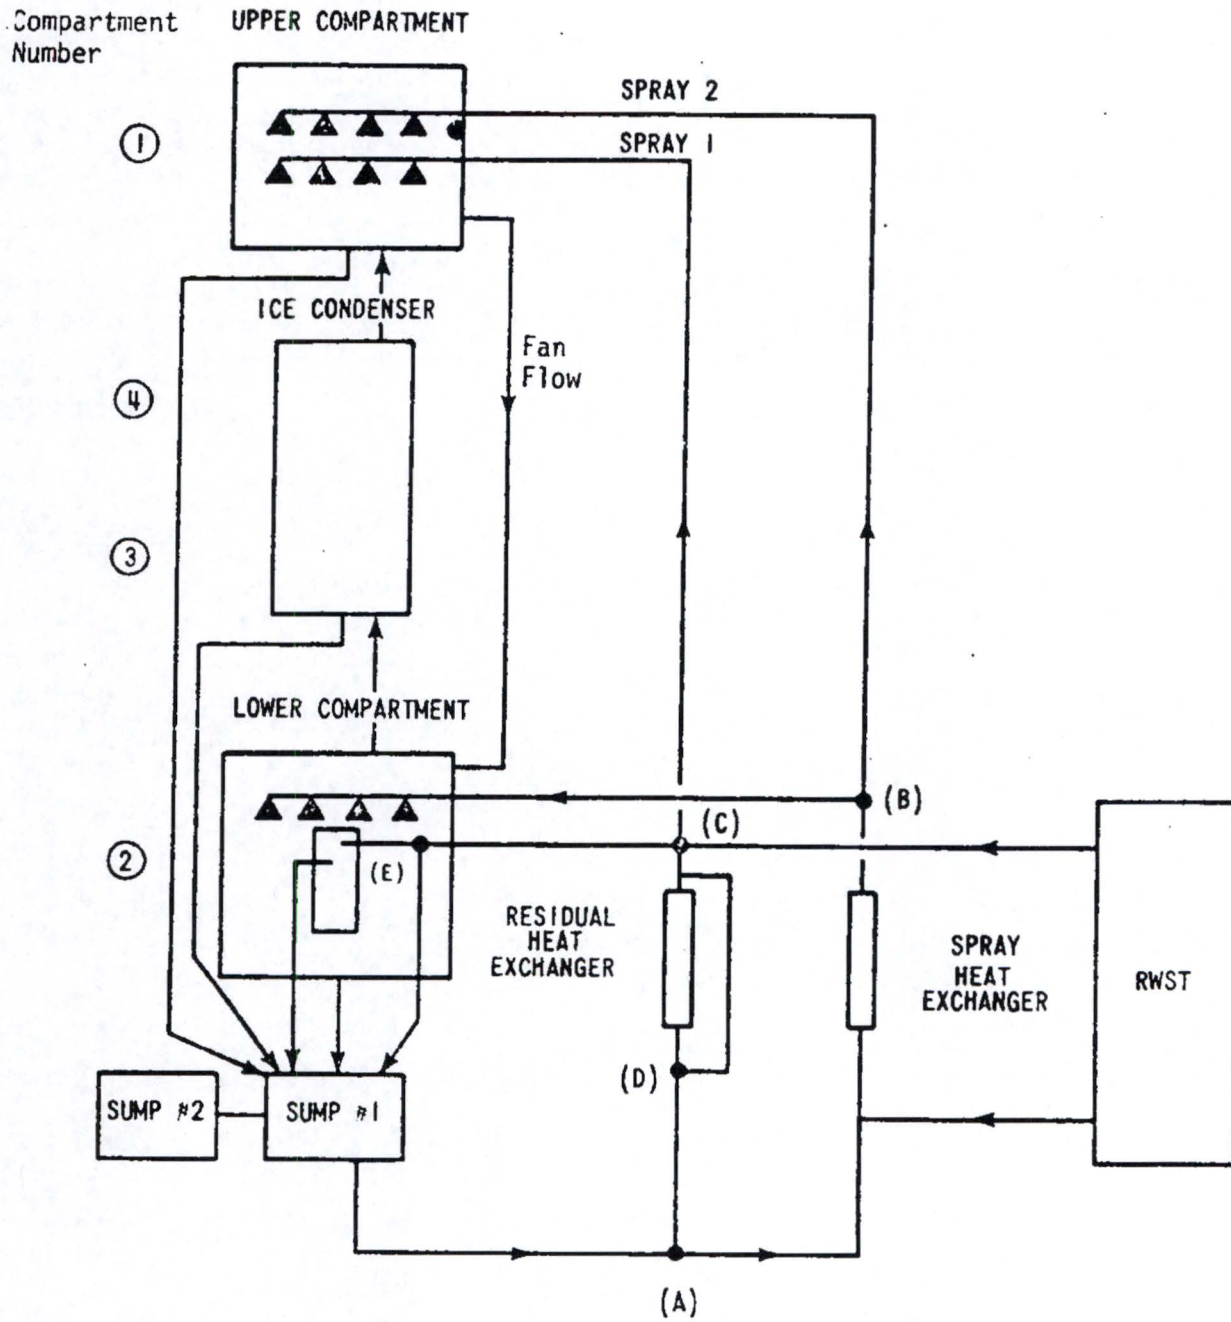 Compartment
Number
UPPER COMPARTMENT
SPRAY 2
1
SPRAY 1
ICE CONDENSER
Fan
Flow
4
3
LOWER COMPARTMENT
(B)
(C)
2
(E)
RESIDUAL
HEAT
EXCHANGER
SPRAY
HEAT
EXCHANGER
RWST
(D)
SUMP #2
SUMP #1
(A)